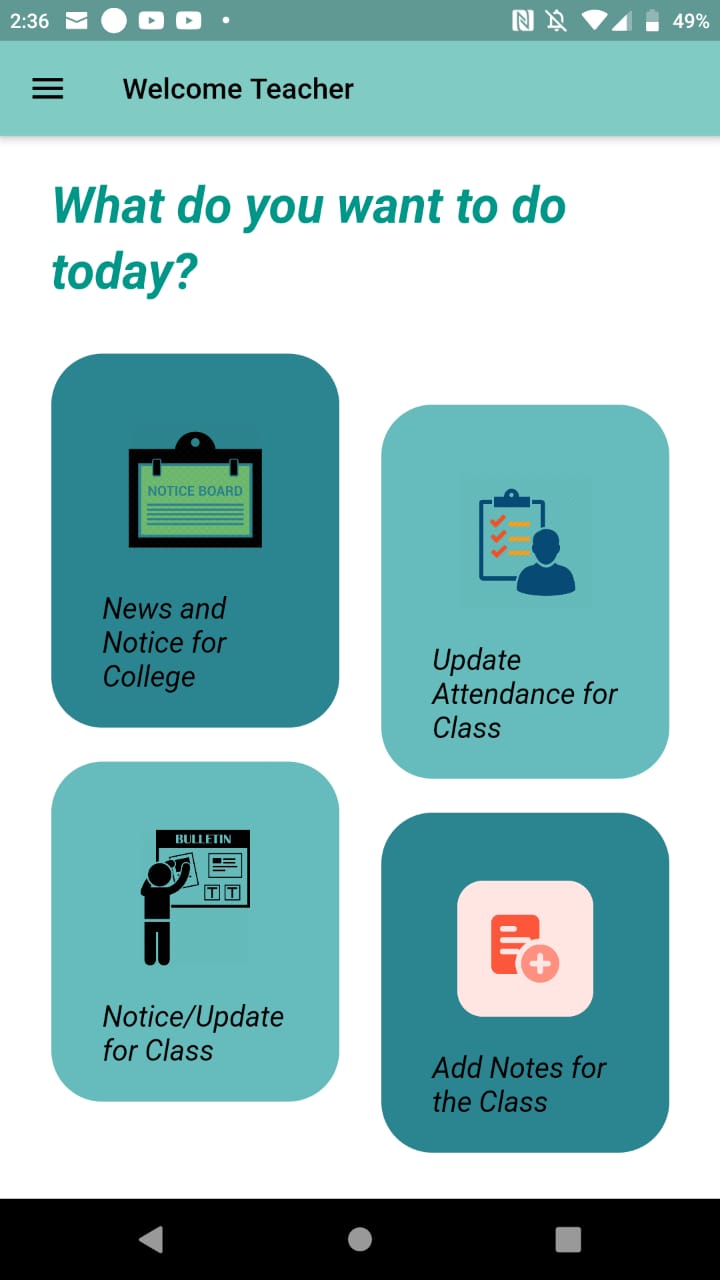 2:36
49%
Welcome Teacher
What do you want to do
today?
NOTICE BOARD
News and
Notice for
College
Update
Attendance for
Class
BULLETIN
T T
Notice/Update
for Class
Add Notes for
the Class